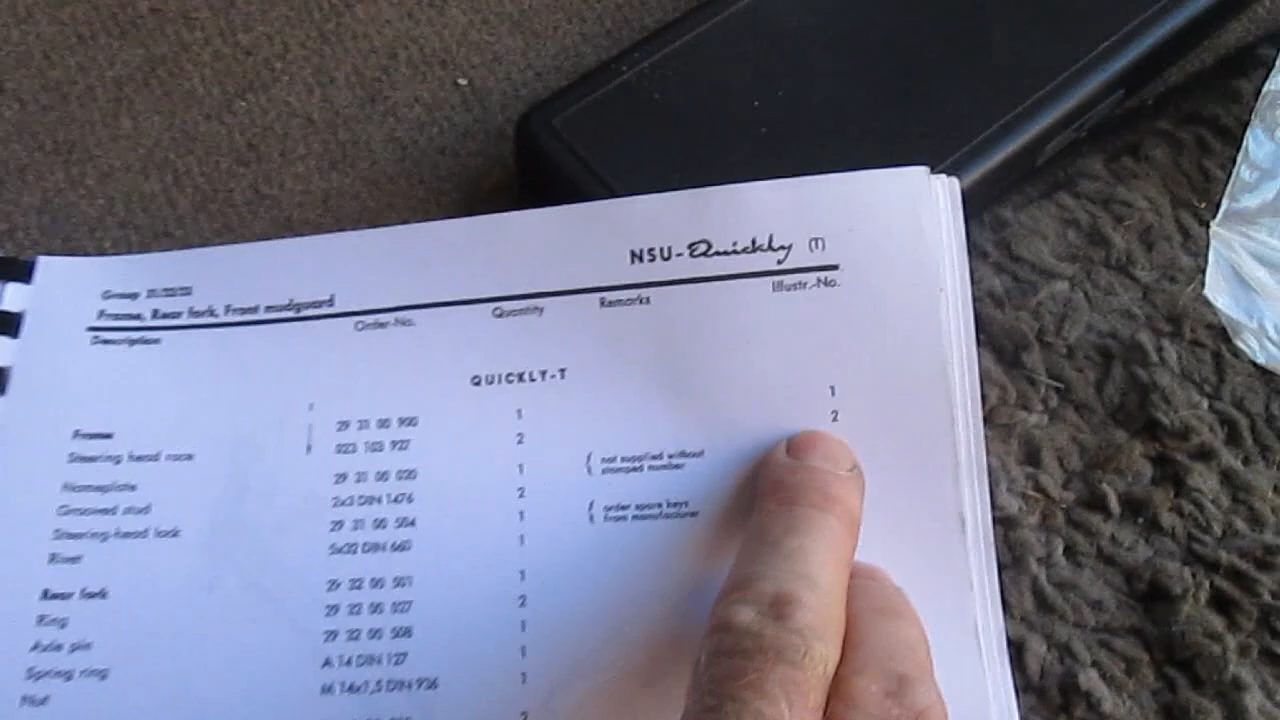 NSU-Quickly (T)
Group 31/32/33
Frame, Rear fork, Front mudguard
Description Order-No. Quantity Remarks Illustr.-No.
QUICKLY-T
Frame 29 31 00 900 1 1
Steering head race 023 103 927 2 2
Nameplate 29 31 00 020 1 { not supplied without
stamped number
Grooved stud 2x3 DIN 1476 2
Steering-head lock 29 31 00 504 1 { order spare keys
from manufacturer
Rivet 5x32 DIN 660 1
Rear fork 29 32 00 501 1
Ring 29 32 00 027 2
Axle pin 29 32 00 508 1
Spring ring A 14 DIN 127 1
Nut M 14x1,5 DIN 936 1
2